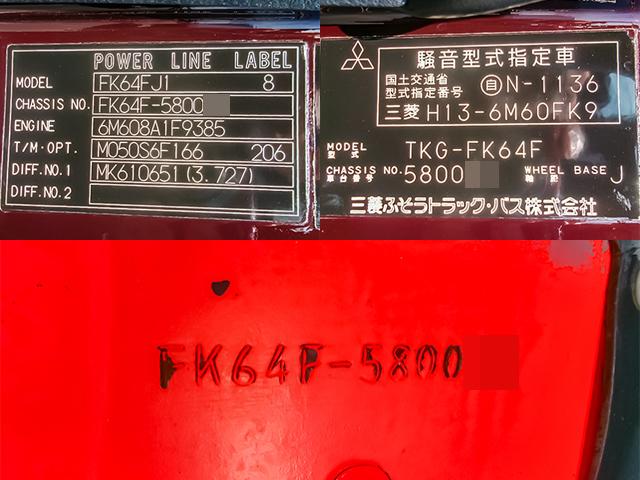 POWER LINE LABEL
MODEL FK64FJ1 8
CHASSIS NO. FK64F-5800
ENGINE 6M608A1F9385
T/M·OPT. M050S6F166 206
DIFF.NO.1 MK610651(3.727)
DIFF.NO.2
騒音型式指定車
国土交通省
型式指定番号 自N-1136
三菱 H13-6M60FK9
MODEL
型式 TKG-FK64F
CHASSIS NO. 5800 WHEEL BASE J
車台番号 軸距
三菱ふそうトラック・バス株式会社
FK64F-5800